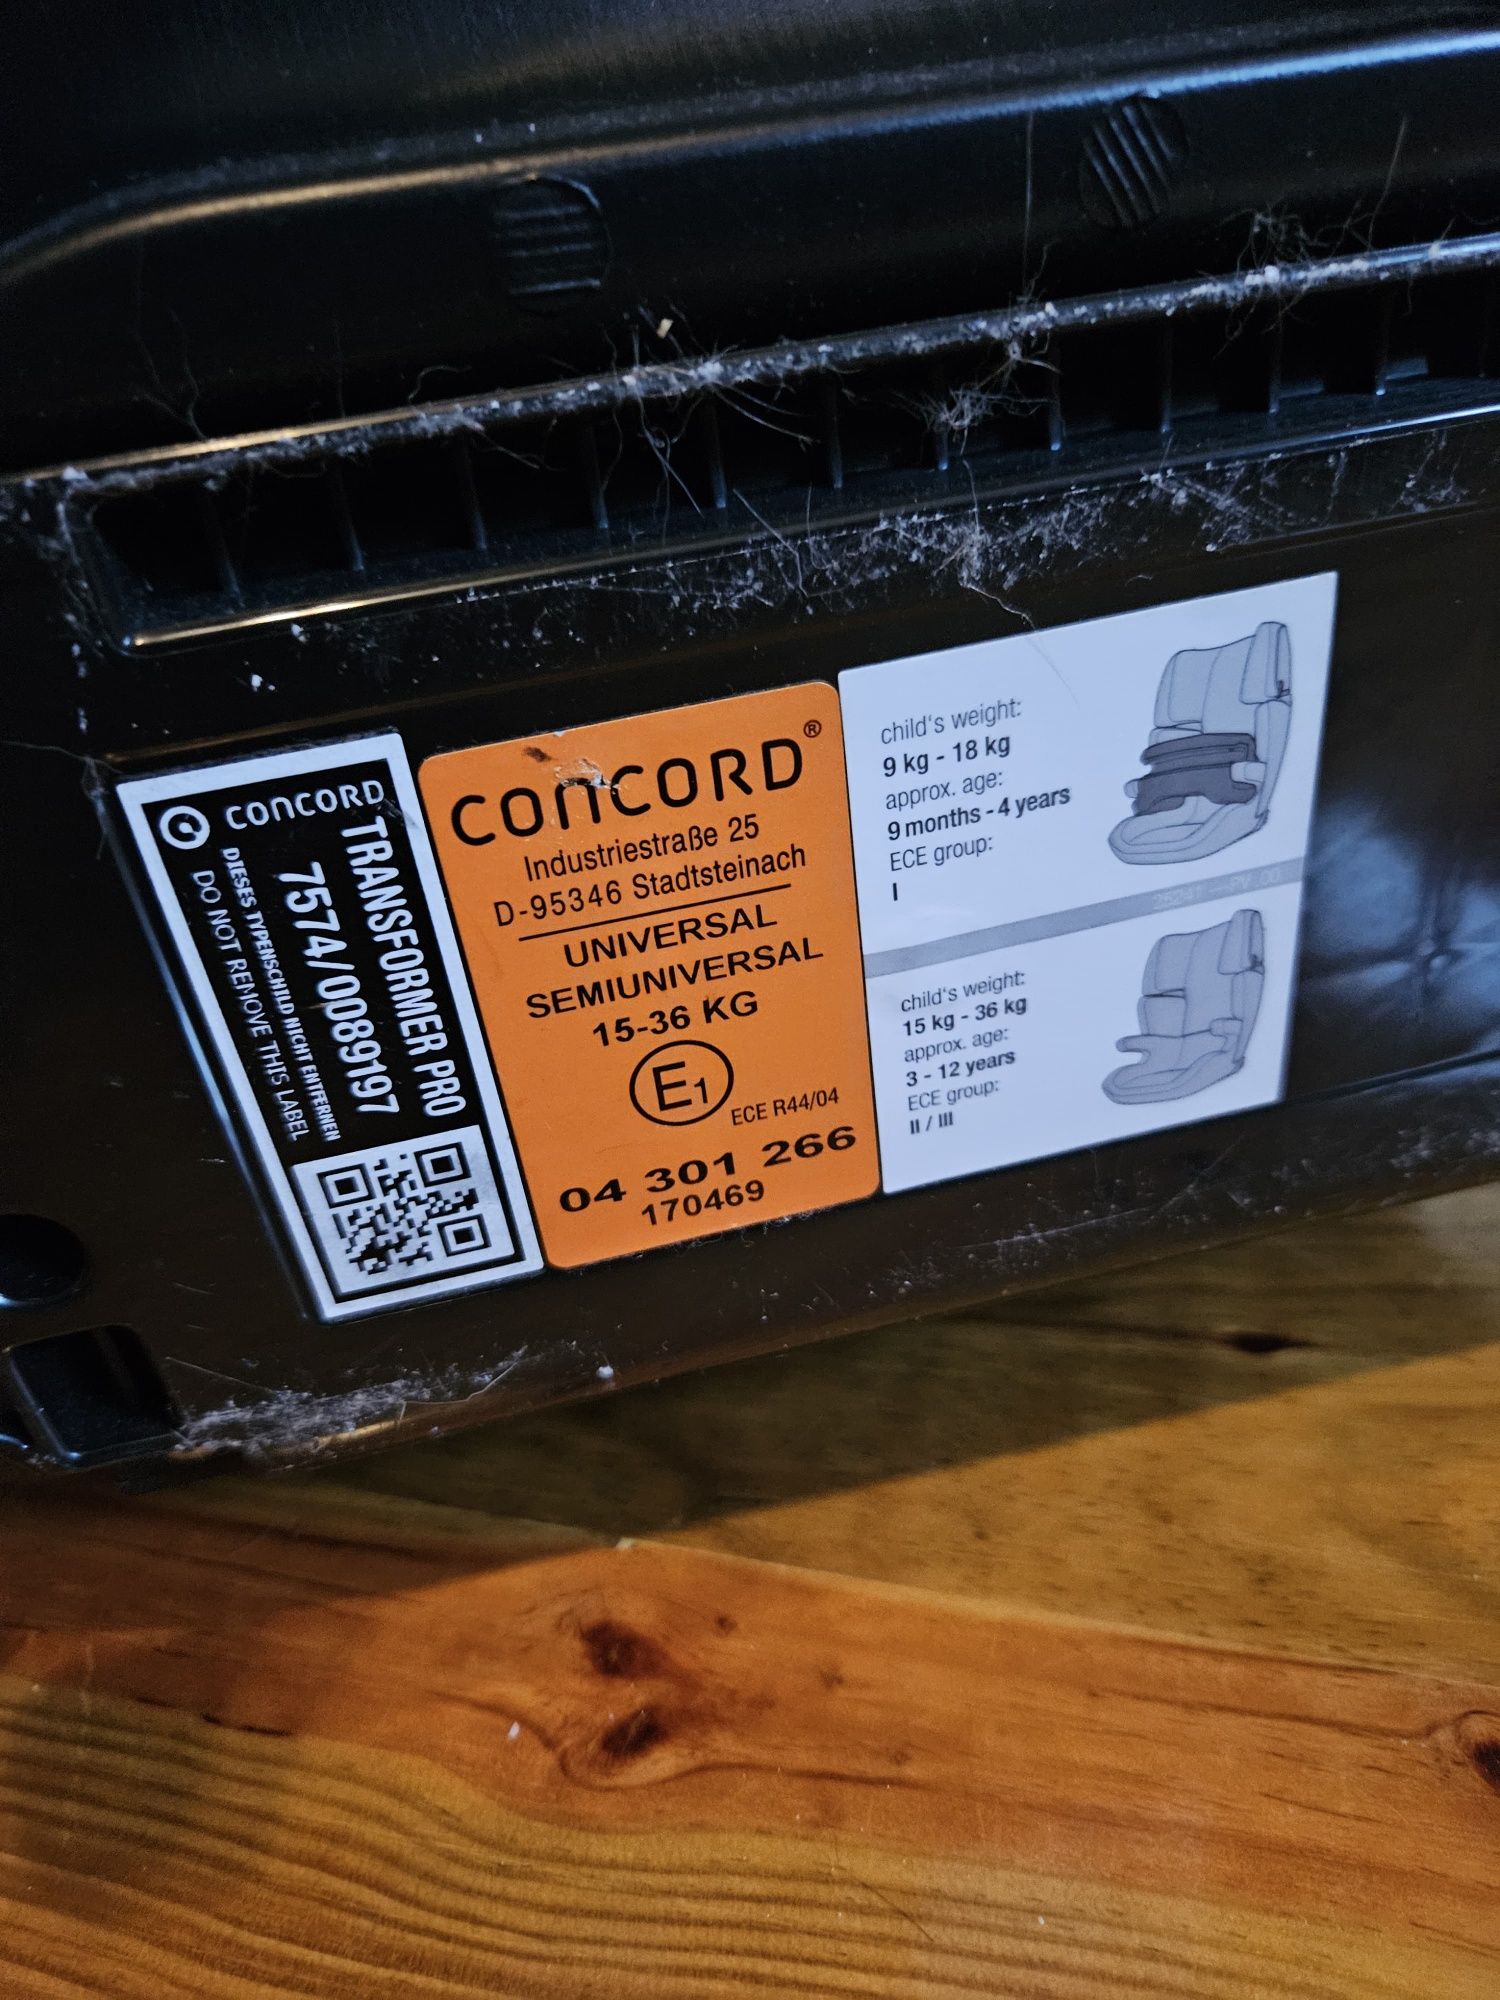 CONCORD
TRANSFORMER PRO
7574/0089197
DIESES TYPENSCHILD NICHT ENTFERNEN
DO NOT REMOVE THIS LABEL
CONCORD®
Industriestraße 25
D-95346 Stadtsteinach
UNIVERSAL
SEMIUNIVERSAL
15-36 KG
E1
ECE R44/04
04 301 266
170469
child's weight:
9 kg - 18 kg
approx. age:
9 months - 4 years
ECE group:
I
child's weight:
15 kg - 36 kg
approx. age:
3 - 12 years
ECE group:
II / III